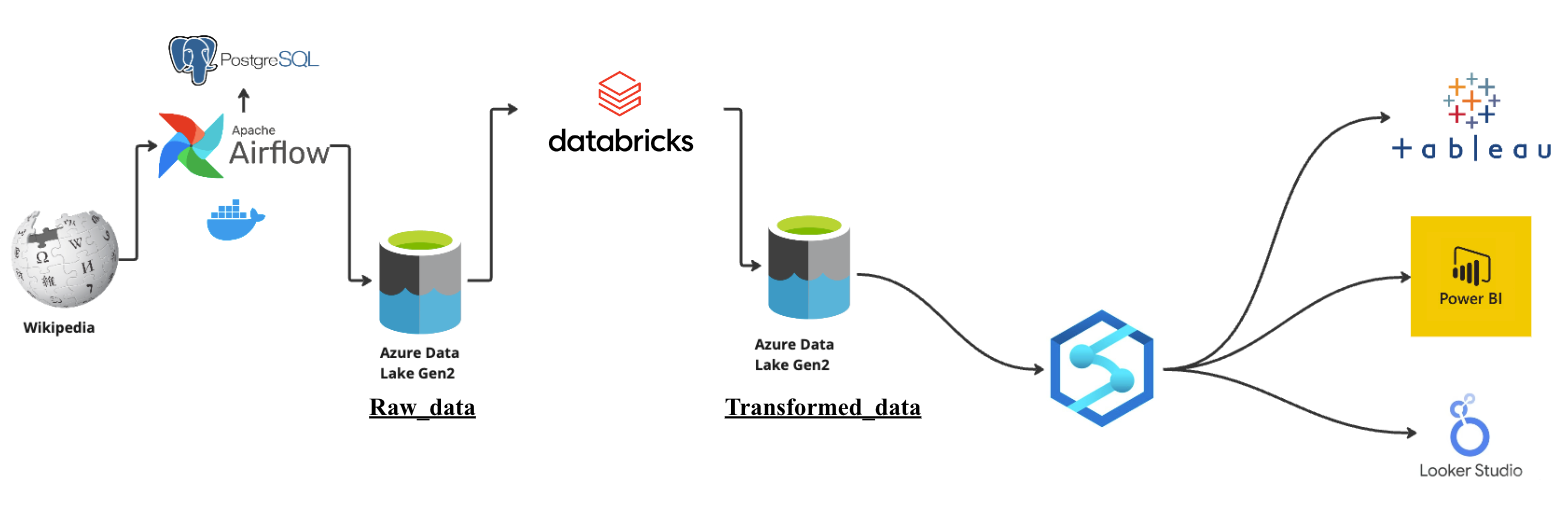 PostgreSQL
Apache
Airflow
Wikipedia
Azure Data
Lake Gen2
Raw_data
databricks
Azure Data
Lake Gen2
Transformed_data
+ableau
Power BI
Looker Studio